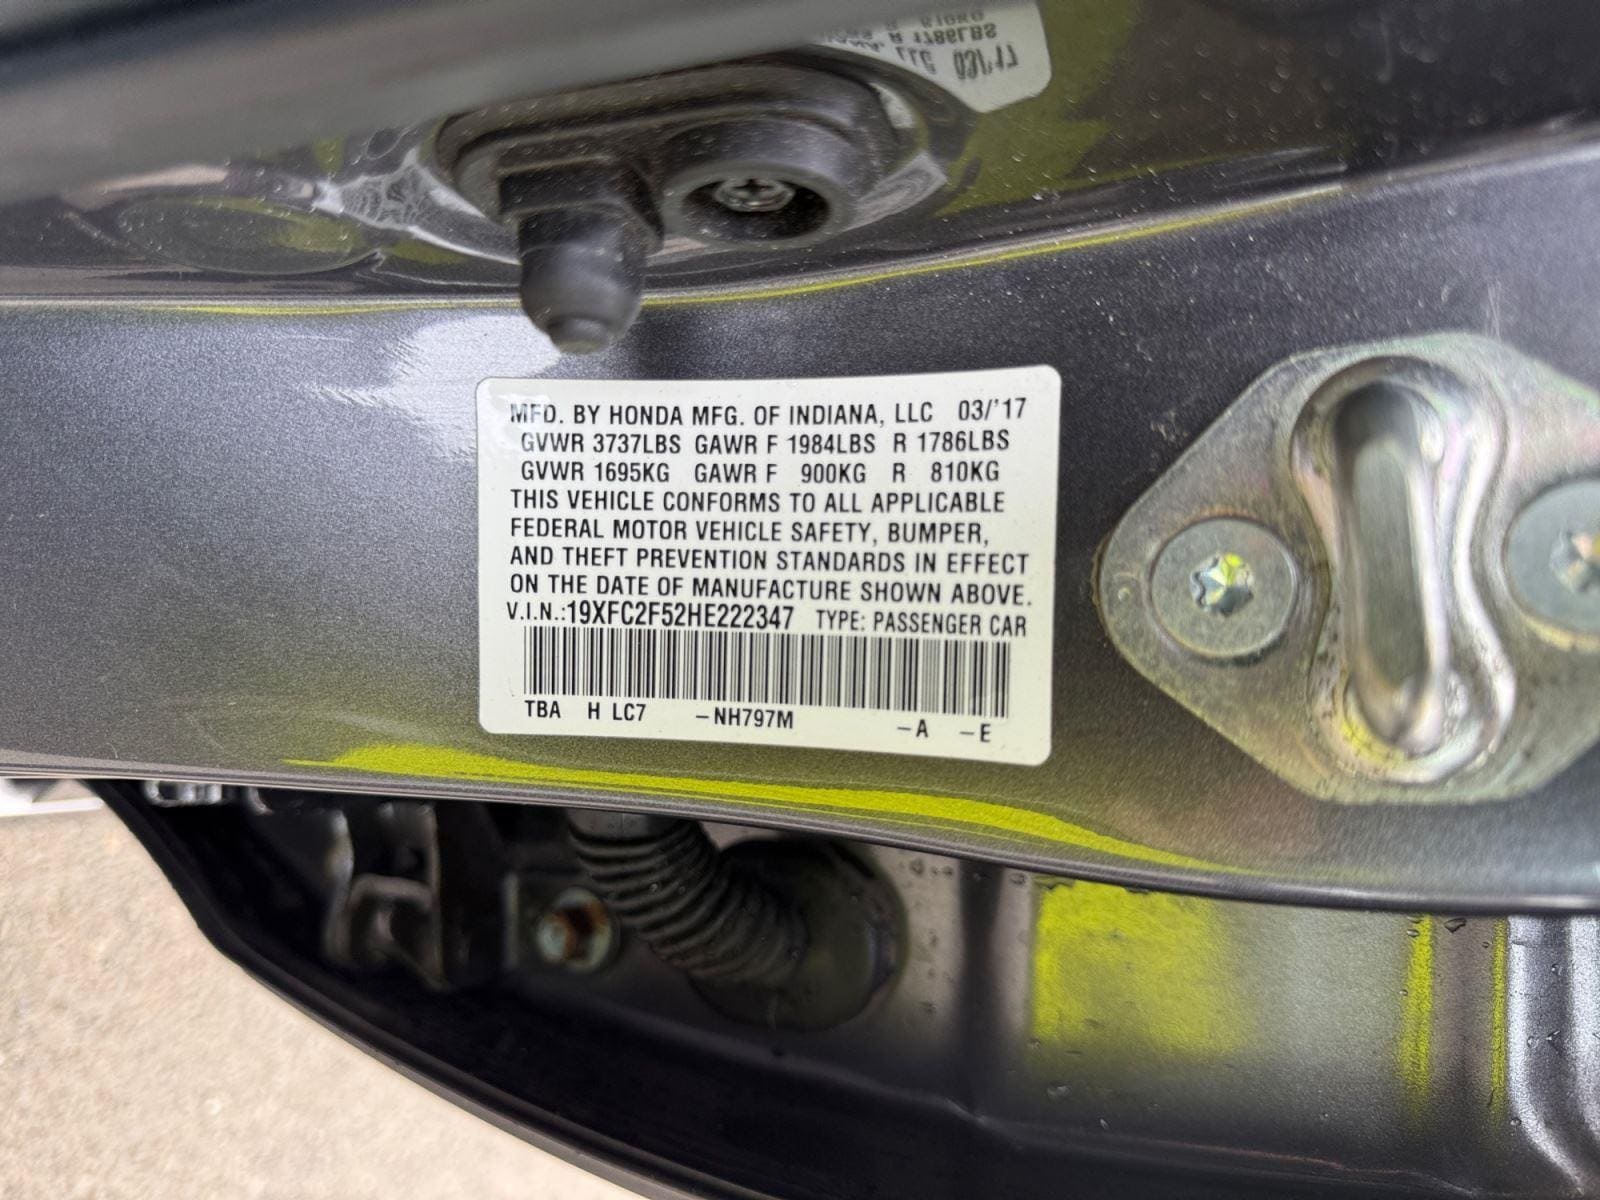 MFD. BY HONDA MFG. OF INDIANA, LLC 03/'17
GVWR 3737LBS GAWR F 1984LBS R 1786LBS
GVWR 1695KG GAWR F 900KG R 810KG
THIS VEHICLE CONFORMS TO ALL APPLICABLE
FEDERAL MOTOR VEHICLE SAFETY, BUMPER,
AND THEFT PREVENTION STANDARDS IN EFFECT
ON THE DATE OF MANUFACTURE SHOWN ABOVE.
V.I.N.:19XFC2F52HE222347 TYPE: PASSENGER CAR
TBA H LC7 -NH797M -A -E